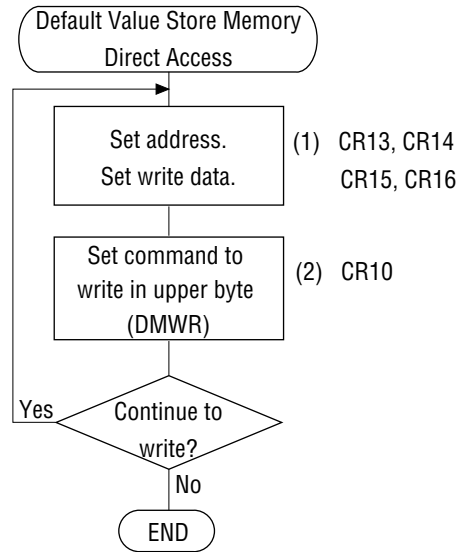 Default Value Store Memory
Direct Access
Set address.
Set write data.
(1) CR13, CR14
CR15, CR16
Set command to
write in upper byte
(DMWR)
(2) CR10
Yes
Continue to
write?
No
END